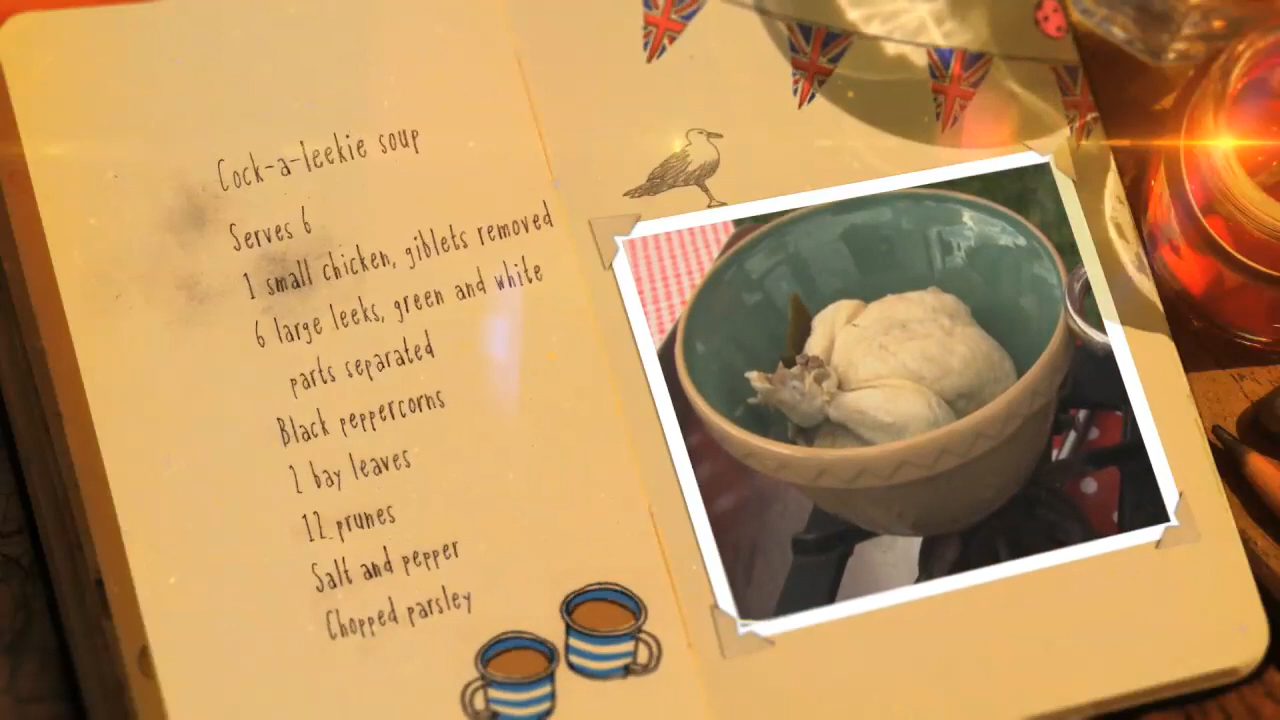 Cock-a-leekie soup
Serves 6
1 small chicken, giblets removed
6 large leeks, green and white
parts separated
Black peppercorns
2 bay leaves
12 prunes
Salt and pepper
Chopped parsley